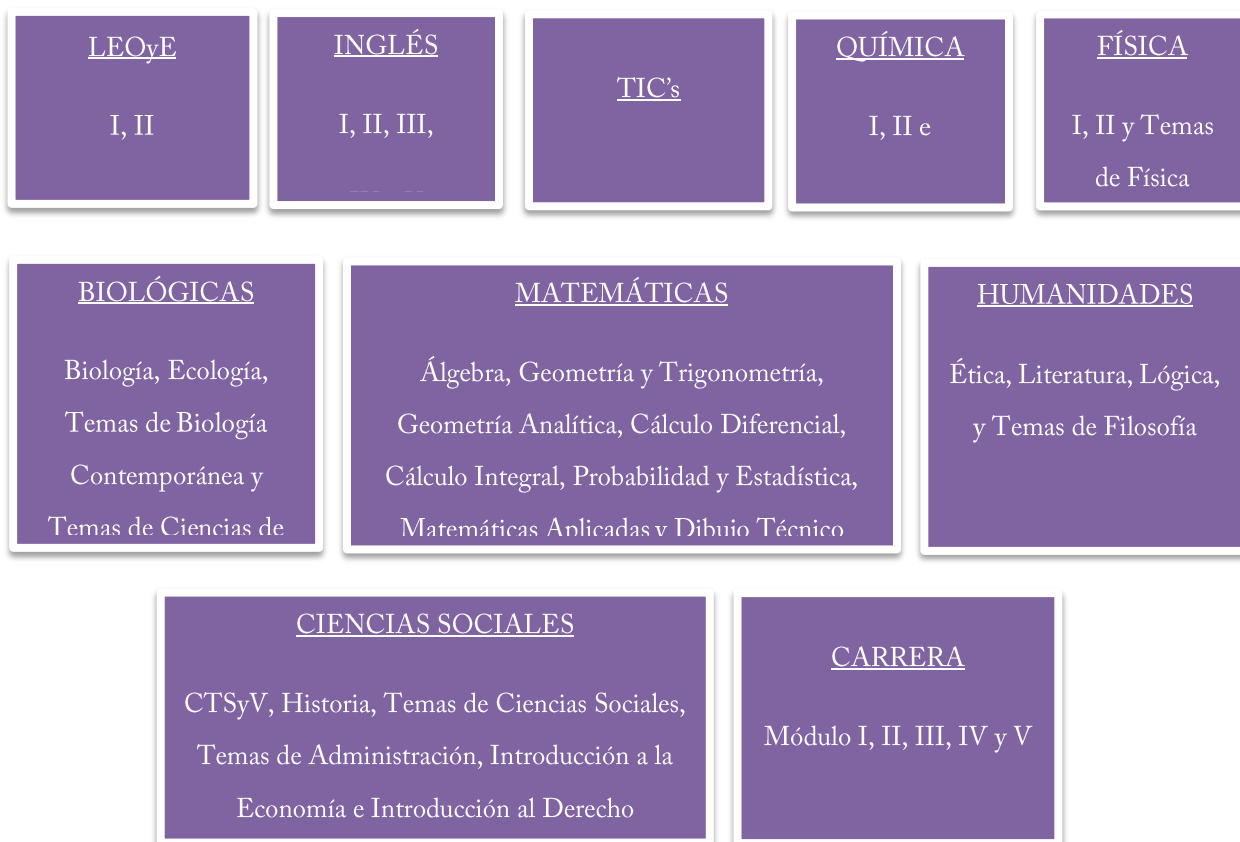 LEOyE
I, II
INGLÉS
I, II, III,
TIC's
QUÍMICA
I, II e
FÍSICA
I, II y Temas
de Física
BIOLÓGICAS
Biología, Ecología,
Temas de Biología
Contemporánea y
Temas de Ciencias de
MATEMÁTICAS
Álgebra, Geometría y Trigonometría,
Geometría Analítica, Cálculo Diferencial,
Cálculo Integral, Probabilidad y Estadística,
Matemáticas Aplicadas y Dibujo Técnico
HUMANIDADES
Ética, Literatura, Lógica,
y Temas de Filosofía
CIENCIAS SOCIALES
CTSyV, Historia, Temas de Ciencias Sociales,
Temas de Administración, Introducción a la
Economía e Introducción al Derecho
CARRERA
Módulo I, II, III, IV y V